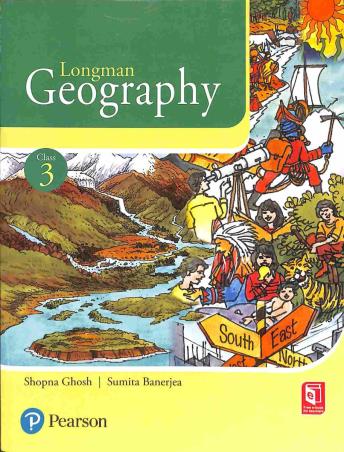 Longman
Geography
Class
3
South
East
North
Shopna Ghosh | Sumita Banerjea
Pearson